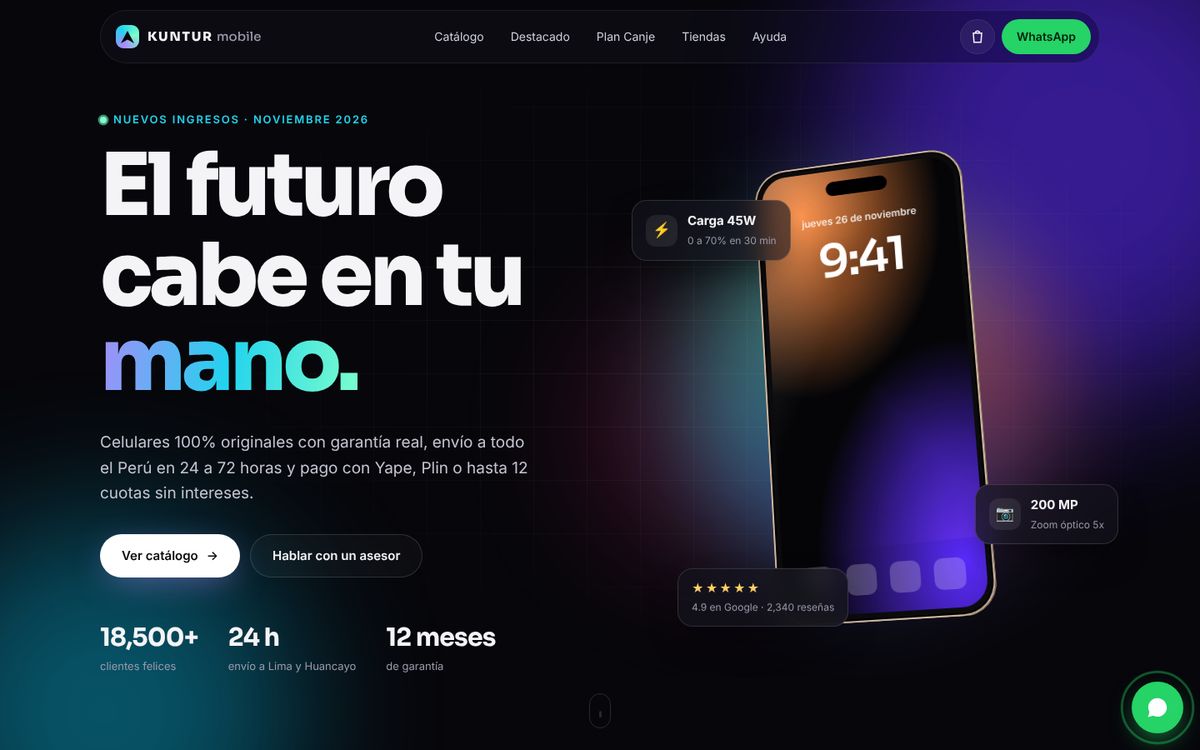 KUNTUR mobile
Catálogo
Destacado
Plan Canje
Tiendas
Ayuda
WhatsApp
NUEVOS INGRESOS · NOVIEMBRE 2026
El futuro
cabe en tu
mano.
Celulares 100% originales con garantía real, envío a todo
el Perú en 24 a 72 horas y pago con Yape, Plin o hasta 12
cuotas sin intereses.
Ver catálogo →
Hablar con un asesor
18,500+
clientes felices
24 h
envío a Lima y Huancayo
12 meses
de garantía
Carga 45W
0 a 70% en 30 min
jueves 26 de noviembre
9:41
200 MP
Zoom óptico 5x
★★★★★
4.9 en Google · 2,340 reseñas